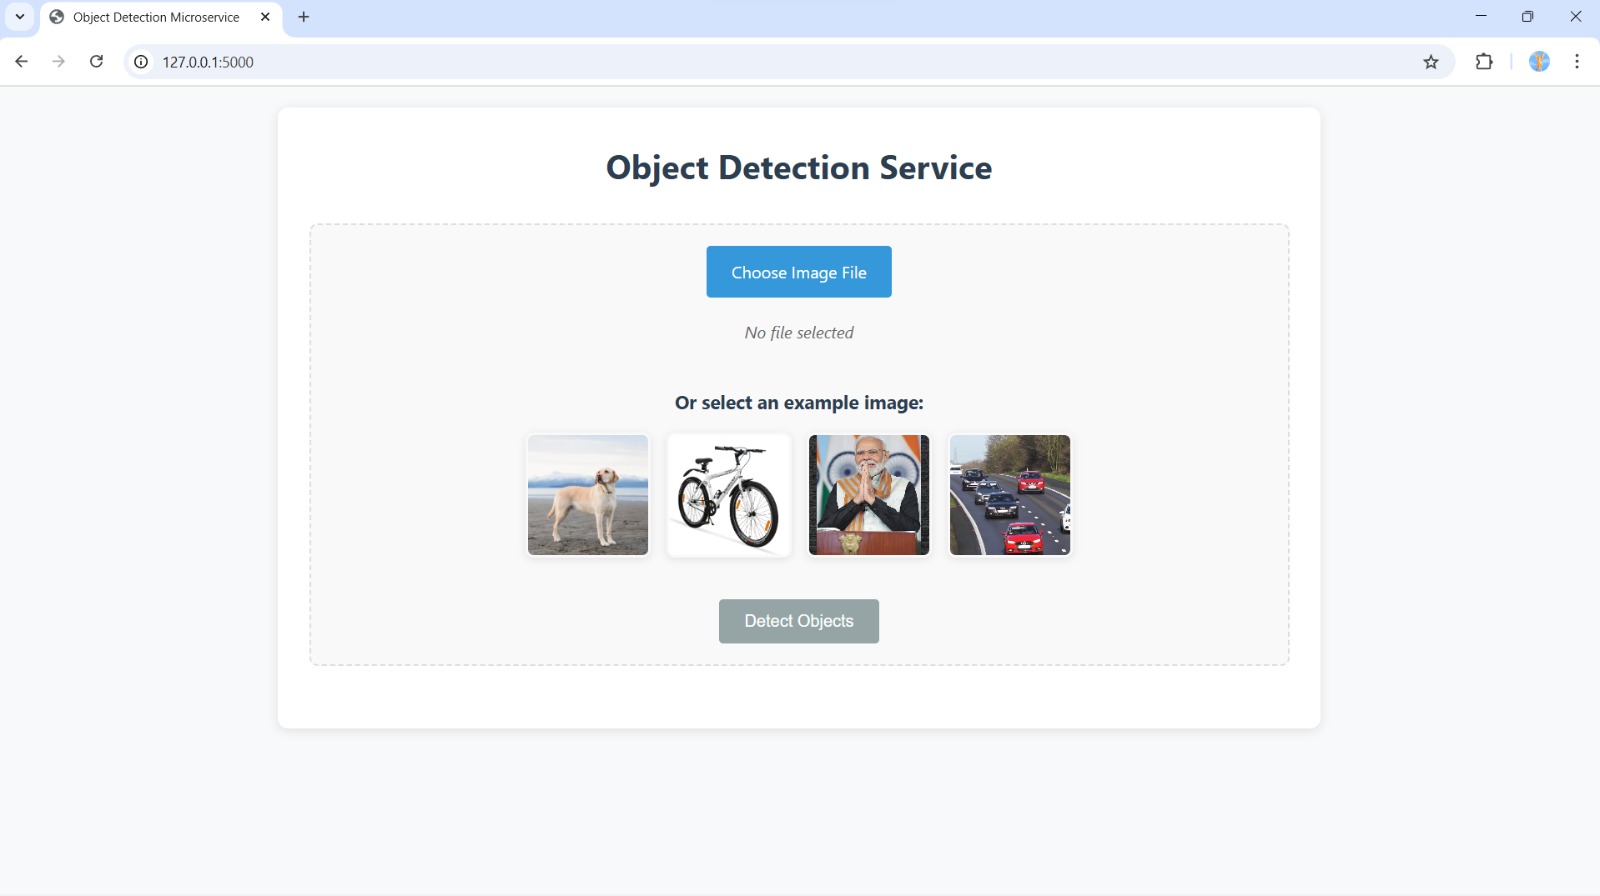 Object Detection Microservice
127.0.0.1:5000
Object Detection Service
Choose Image File
No file selected
Or select an example image:
Detect Objects